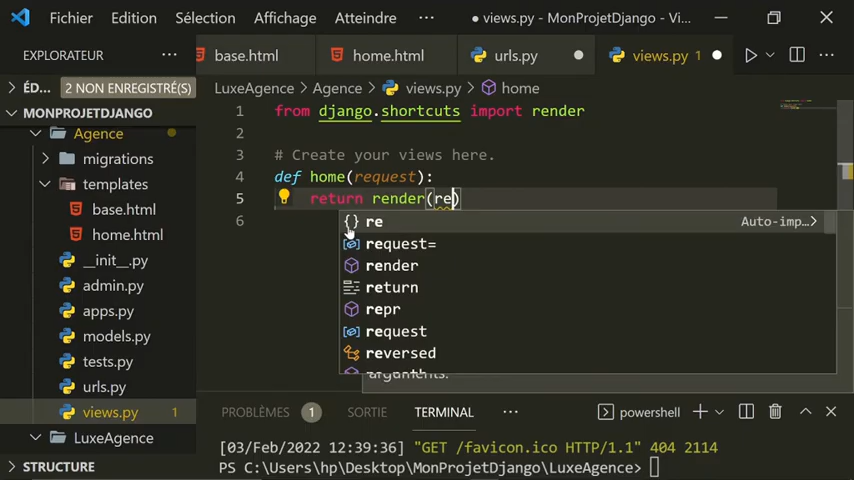 Fichier Edition Sélection Affichage Atteindre ··· ● views.py - MonProjetDjango - Vi...
EXPLORATEUR ··· base.html home.html urls.py ● views.py 1 ●
ÉD... 2 NON ENREGISTRÉ(S) LuxeAgence > Agence > views.py > home
MONPROJETDJANGO
Agence
migrations
templates
base.html
home.html
__init__.py
admin.py
apps.py
models.py
tests.py
urls.py
views.py 1
LuxeAgence
STRUCTURE
1 from django.shortcuts import render
2
3 # Create your views here.
4 def home(request):
5 return render(re)
6
{} re Auto-imp...>
request=
render
return
repr
request
reversed
arguments.
PROBLÈMES 1 SORTIE TERMINAL ··· powershell
[03/Feb/2022 12:39:36] "GET /favicon.ico HTTP/1.1" 404 2114
PS C:\Users\hp\Desktop\MonProjetDjango\LuxeAgence>